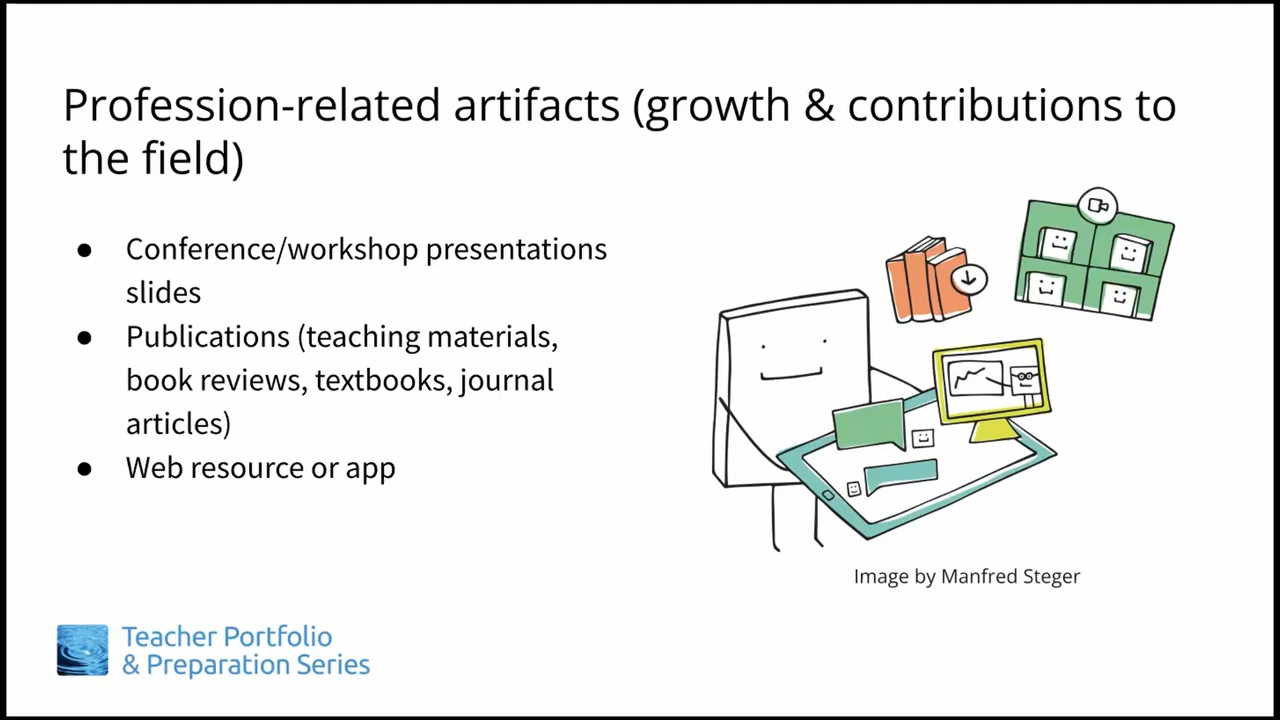 Profession-related artifacts (growth & contributions to
the field)
● Conference/workshop presentations
slides
● Publications (teaching materials,
book reviews, textbooks, journal
articles)
● Web resource or app
Image by Manfred Steger
Teacher Portfolio
& Preparation Series